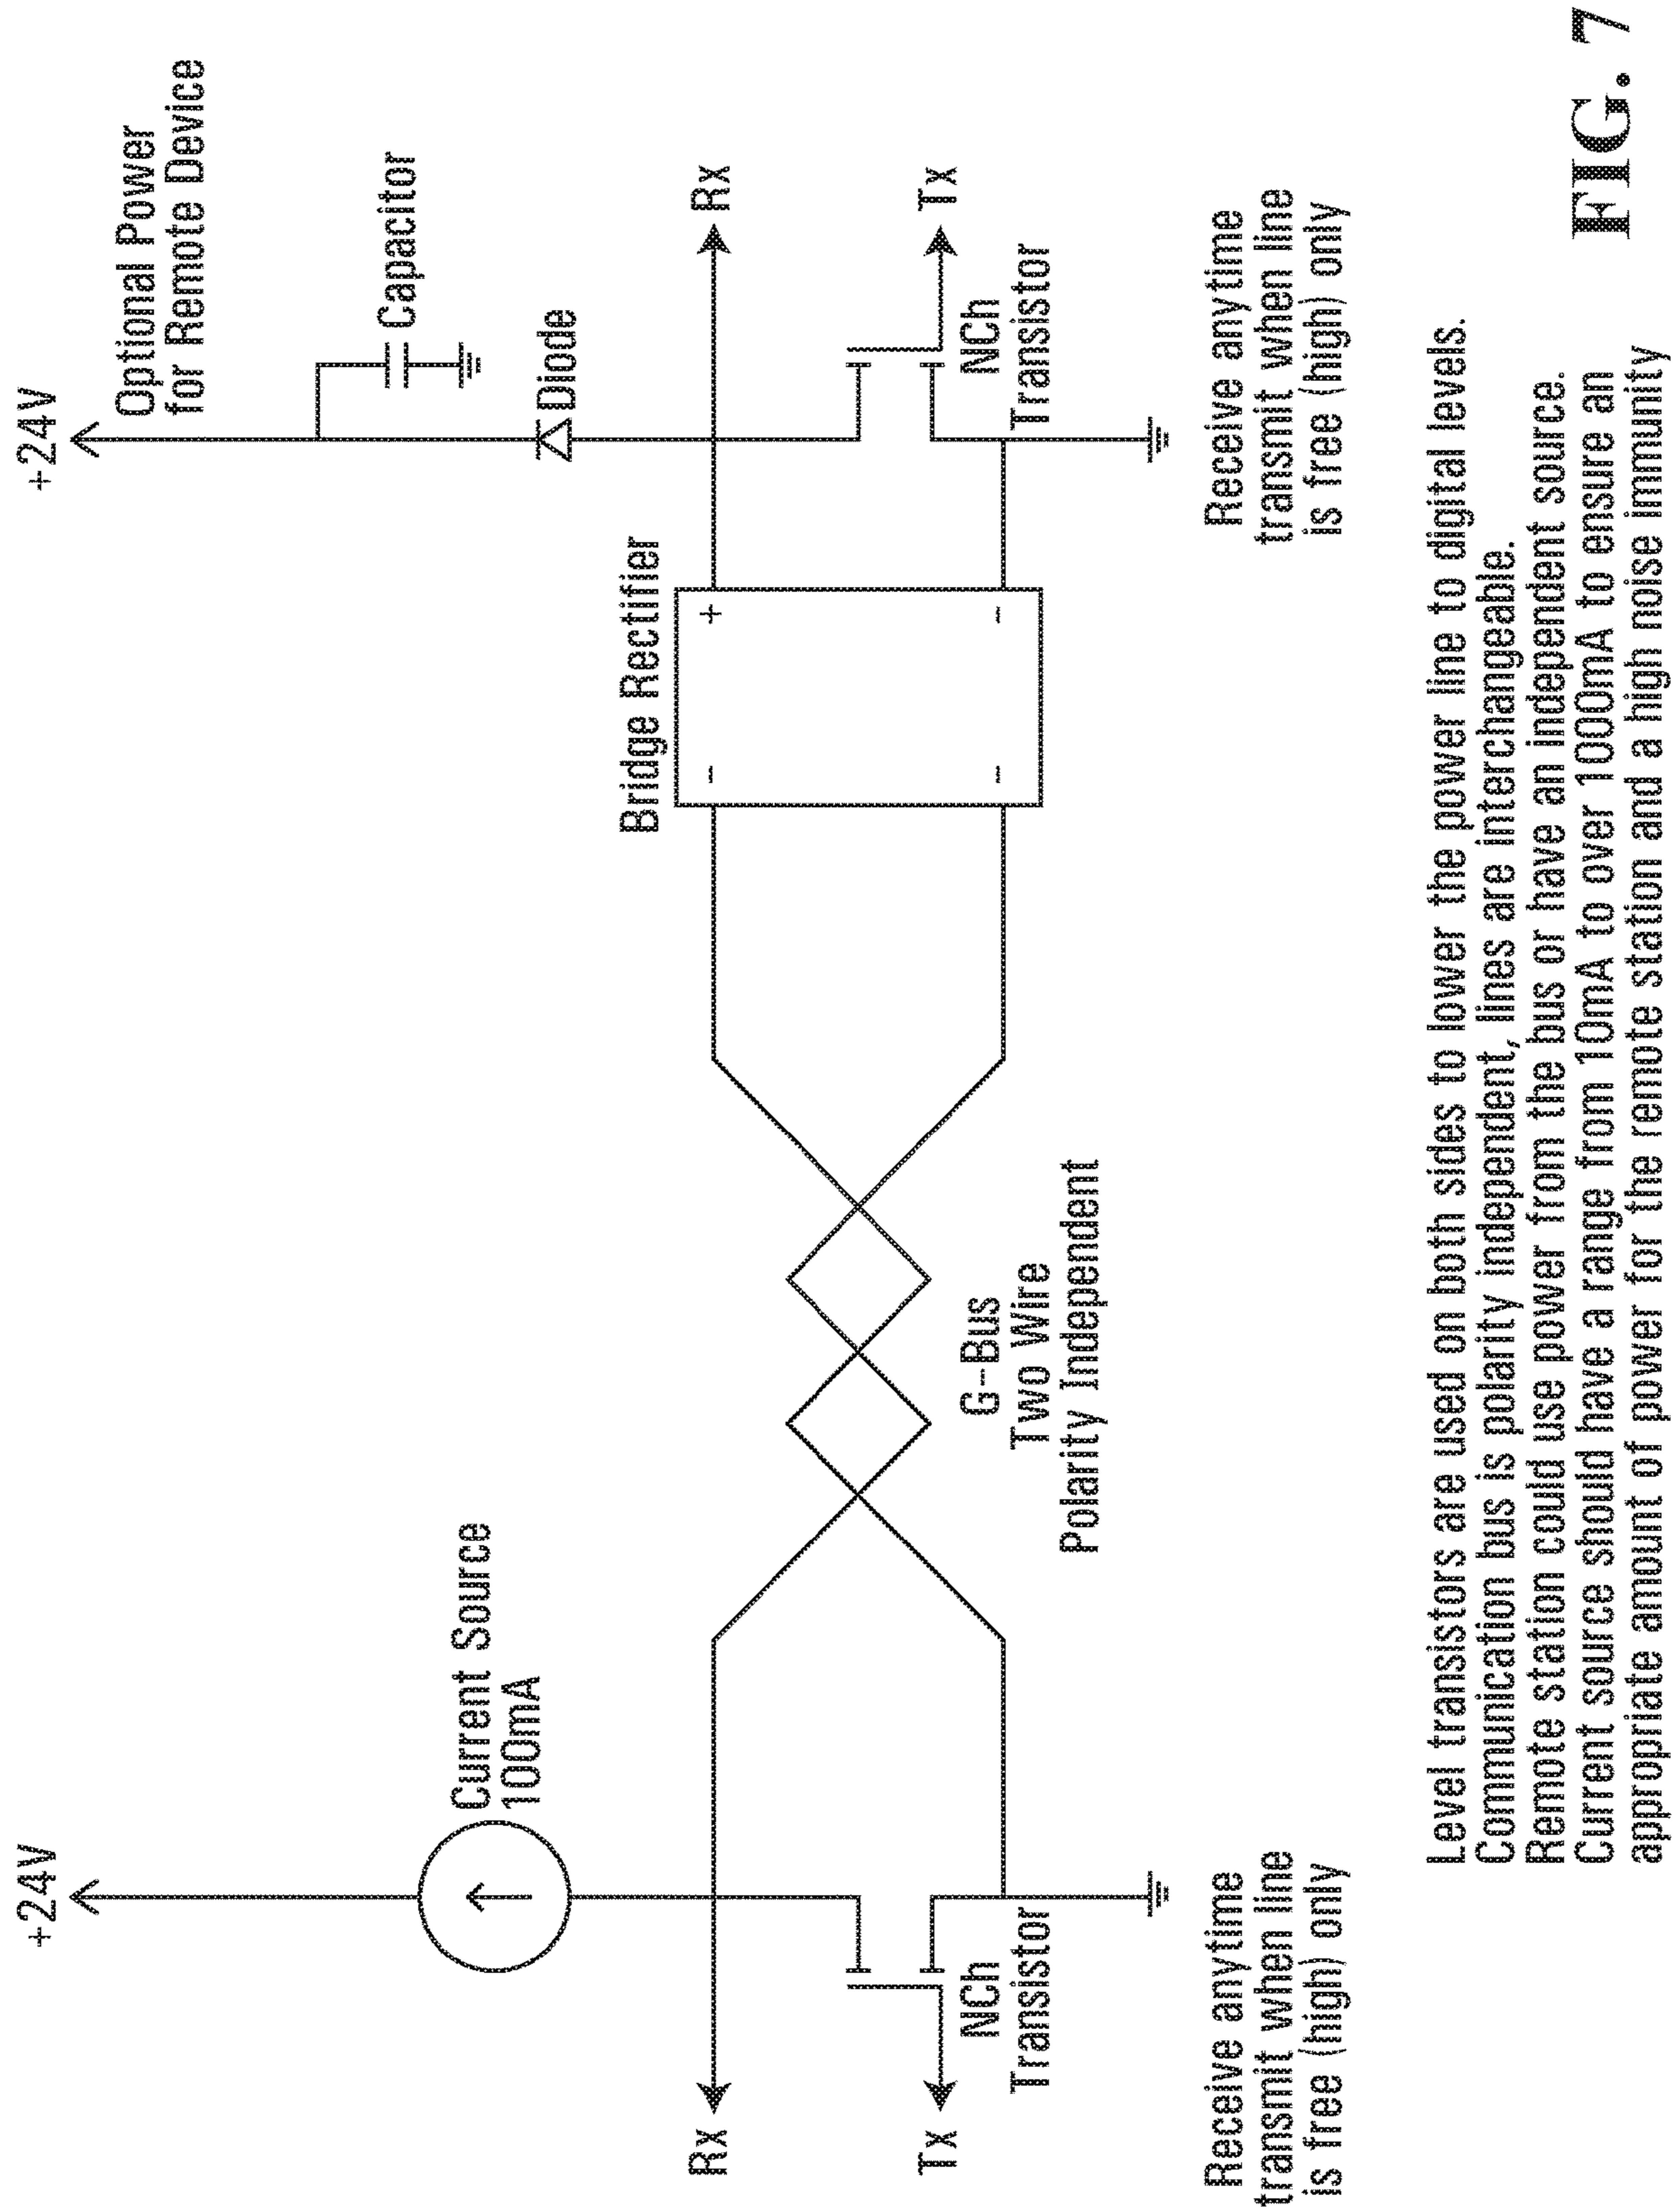 +24V
+24V
Optional Power
for Remote Device
Current Source
100mA
Capacitor
Diode
Bridge Rectifier
Rx
-
+
Rx
Tx
-
-
Tx
NCh
Transistor
G-Bus
Two Wire
Polarity Independent
NCh
Transistor
Receive anytime
transmit when line
is free (high) only
Receive anytime
transmit when line
is free (high) only
Level transistors are used on both sides to lower the power line to digital levels.
Communication bus is polarity independent, lines are interchangeable.
Remote station could use power from the bus or have an independent source.
Current source should have a range from 10mA to over 1000mA to ensure an
appropriate amount of power for the remote station and a high noise immunity
FIG. 7